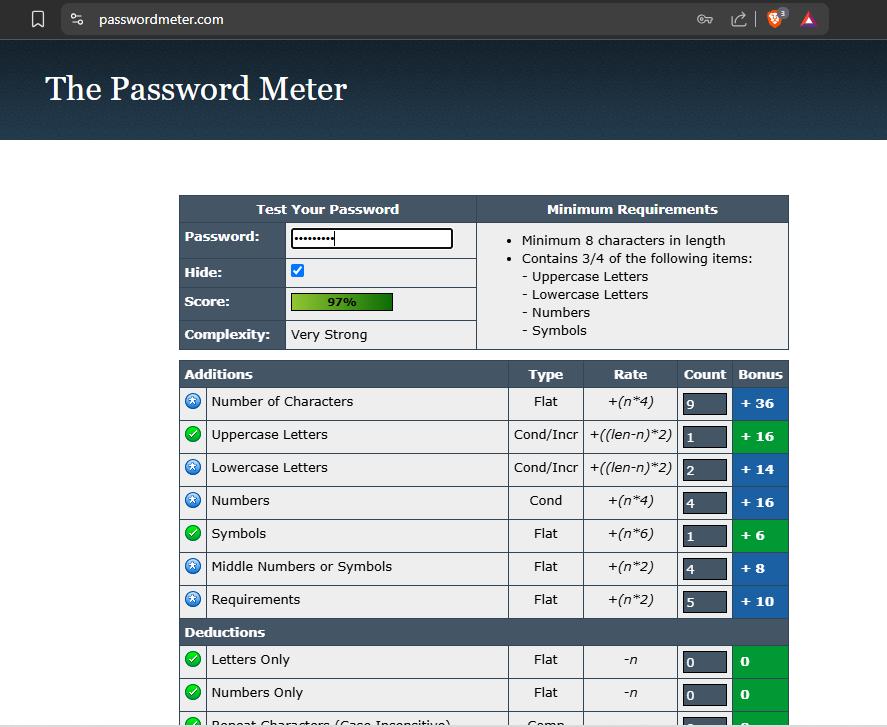 passwordmeter.com
3
The Password Meter
Test Your Password
Minimum Requirements
Password:
•••••••••
Hide:
Score:
97%
Complexity:
Very Strong
• Minimum 8 characters in length
• Contains 3/4 of the following items:
- Uppercase Letters
- Lowercase Letters
- Numbers
- Symbols
Additions Type Rate Count Bonus
Number of Characters Flat +(n*4) 9 + 36
Uppercase Letters Cond/Incr +((len-n)*2) 1 + 16
Lowercase Letters Cond/Incr +((len-n)*2) 2 + 14
Numbers Cond +(n*4) 4 + 16
Symbols Flat +(n*6) 1 + 6
Middle Numbers or Symbols Flat +(n*2) 4 + 8
Requirements Flat +(n*2) 5 + 10
Deductions
Letters Only Flat -n 0 0
Numbers Only Flat -n 0 0
Repeat Characters (Case Insensitive) Comp - 0 0